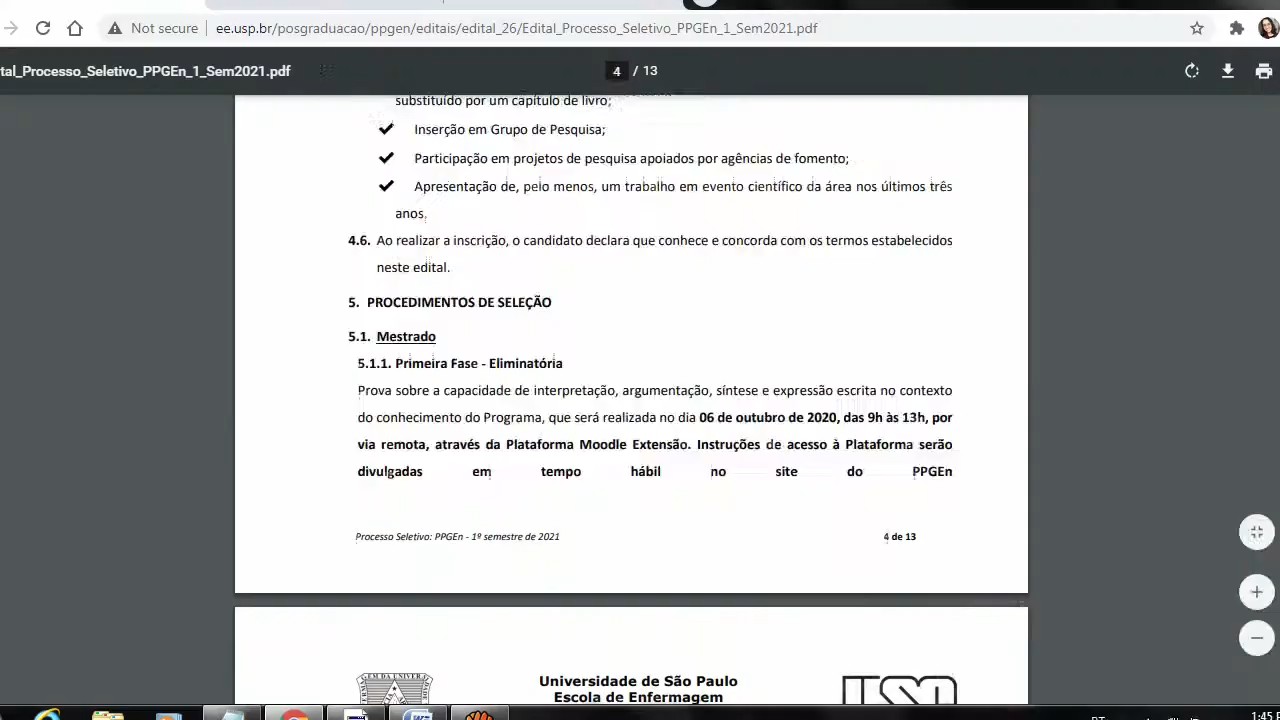 Not secure
ee.usp.br/posgraduacao/ppgen/editais/edital_26/Edital_Processo_Seletivo_PPGEn_1_Sem2021.pdf
tal_Processo_Seletivo_PPGEn_1_Sem2021.pdf
4 / 13
substituído por um capítulo de livro;
✔ Inserção em Grupo de Pesquisa;
✔ Participação em projetos de pesquisa apoiados por agências de fomento;
✔ Apresentação de, pelo menos, um trabalho em evento científico da área nos últimos três
anos.
4.6. Ao realizar a inscrição, o candidato declara que conhece e concorda com os termos estabelecidos
neste edital.
5. PROCEDIMENTOS DE SELEÇÃO
5.1. Mestrado
5.1.1. Primeira Fase - Eliminatória
Prova sobre a capacidade de interpretação, argumentação, síntese e expressão escrita no contexto
do conhecimento do Programa, que será realizada no dia 06 de outubro de 2020, das 9h às 13h, por
via remota, através da Plataforma Moodle Extensão. Instruções de acesso à Plataforma serão
divulgadas em tempo hábil no site do PPGEn
Processo Seletivo: PPGEn - 1º semestre de 2021
4 de 13
Universidade de São Paulo
Escola de Enfermagem
USP